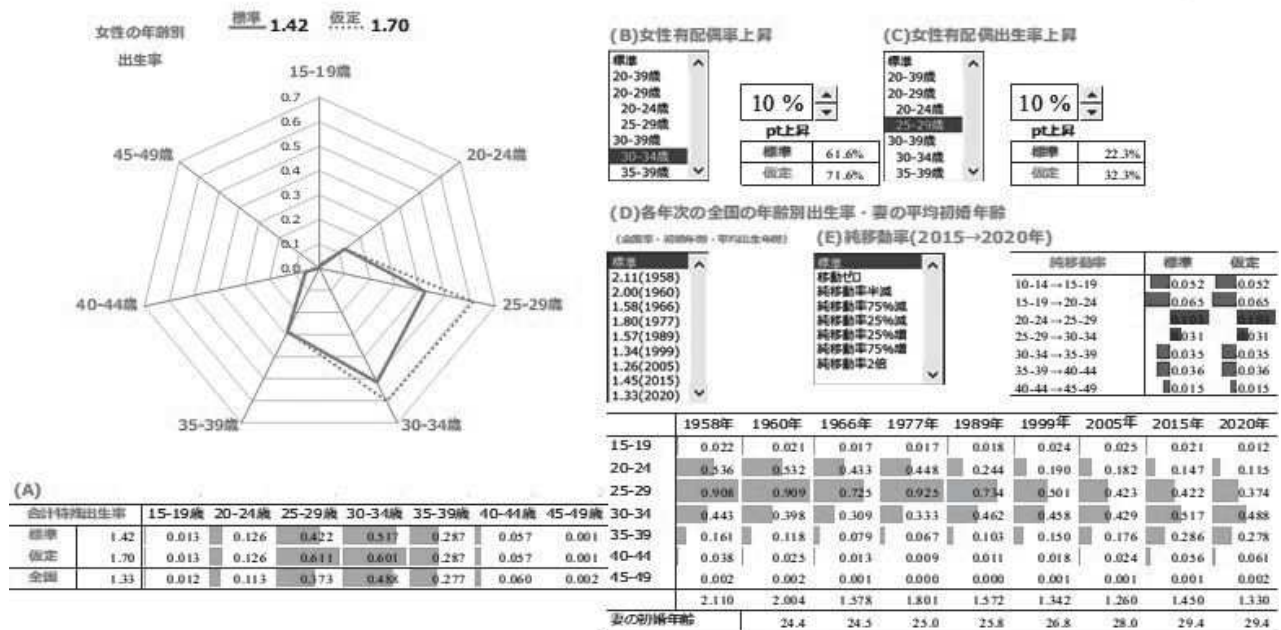 女性の年齢別
出生率
標準 1.42 仮定 1.70
15-19歳
20-24歳
25-29歳
30-34歳
35-39歳
40-44歳
45-49歳
0.7
0.6
0.5
0.4
0.3
0.2
0.1
0.0
(A)
合計特殊出生率 15-19歳 20-24歳 25-29歳 30-34歳 35-39歳 40-44歳 45-49歳
標準 1.42 0.013 0.126 0.422 0.517 0.287 0.057 0.001
仮定 1.70 0.013 0.126 0.611 0.601 0.287 0.057 0.001
全国 1.33 0.012 0.113 0.373 0.488 0.277 0.060 0.002
(B)女性有配偶率上昇
標準
20-39歳
20-29歳
20-24歳
25-29歳
30-39歳
30-34歳
35-39歳
10 %
pt上昇
標準 61.6%
仮定 71.6%
(C)女性有配偶出生率上昇
標準
20-39歳
20-29歳
20-24歳
25-29歳
30-39歳
30-34歳
35-39歳
10 %
pt上昇
標準 22.3%
仮定 32.3%
(D)各年次の全国の年齢別出生率・妻の平均初婚年齢
標準
2.11(1958)
2.00(1960)
1.58(1966)
1.80(1977)
1.57(1989)
1.34(1999)
1.26(2005)
1.45(2015)
1.33(2020)
(E)純移動率(2015→2020年)
標準
移動ゼロ
純移動率半減
純移動率75%減
純移動率25%減
純移動率25%増
純移動率75%増
純移動率2倍
純移動率 標準 仮定
10-14→15-19 0.052 0.052
15-19→20-24 0.065 0.065
20-24→25-29
25-29→30-34 031 031
30-34→35-39 0.035 0.035
35-39→40-44 0.036 0.036
40-44→45-49 0.015 0.015
1958年 1960年 1966年 1977年 1989年 1999年 2005年 2015年 2020年
15-19 0.022 0.021 0.017 0.017 0.018 0.024 0.025 0.021 0.012
20-24 0.536 0.532 0.433 0.448 0.244 0.190 0.182 0.147 0.115
25-29 0.908 0.909 0.725 0.925 0.734 0.501 0.423 0.422 0.374
30-34 0.443 0.398 0.309 0.333 0.462 0.458 0.429 0.517 0.488
35-39 0.161 0.118 0.079 0.067 0.103 0.150 0.176 0.286 0.278
40-44 0.038 0.025 0.013 0.009 0.011 0.018 0.024 0.056 0.061
45-49 0.002 0.002 0.001 0.000 0.000 0.001 0.001 0.001 0.002
2.110 2.004 1.578 1.801 1.572 1.342 1.260 1.450 1.330
妻の初婚年齢 24.4 24.5 25.0 25.8 26.8 28.0 29.4 29.4